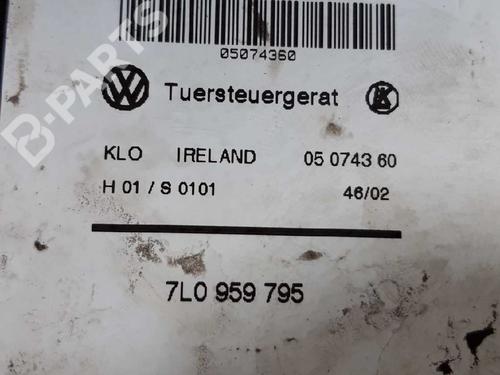 B-PARTS
05074360
Tuersteuergerat
KLO IRELAND 05 0743 60
H 01 / S 0101 46/02
7L0 959 795